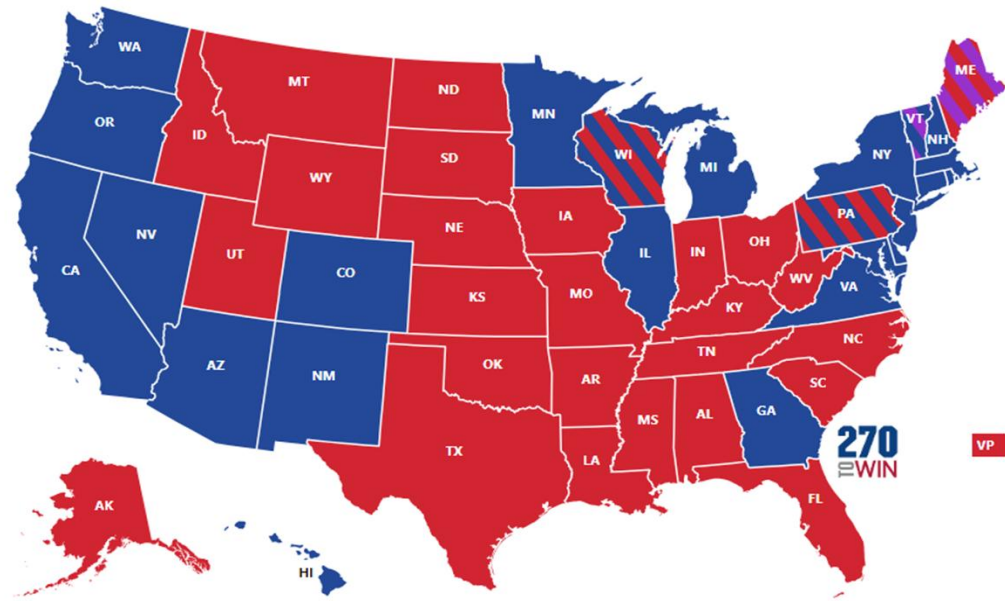 WA
OR
CA
NV
ID
MT
WY
UT
AZ
CO
NM
ND
SD
NE
KS
OK
TX
MN
IA
MO
AR
LA
WI
IL
MS
MI
IN
KY
TN
AL
OH
WV
GA
FL
SC
NC
VA
PA
NY
VT
NH
ME
AK
HI
270
TO WIN
VP